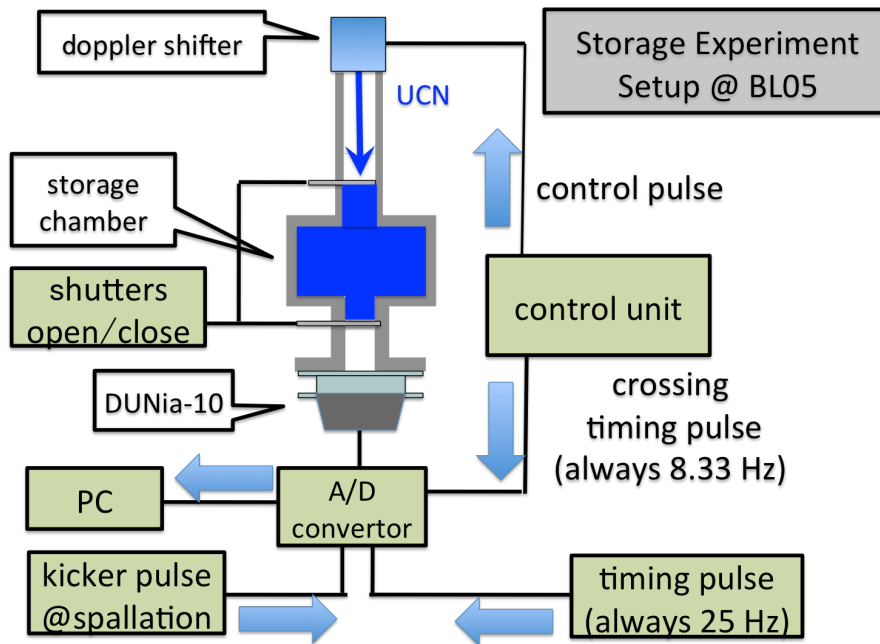 doppler shifter
Storage Experiment
Setup @ BL05
UCN
storage
chamber
control pulse
shutters
open/close
control unit
DUNia-10
crossing
timing pulse
(always 8.33 Hz)
PC
A/D
convertor
kicker pulse
@spallation
timing pulse
(always 25 Hz)